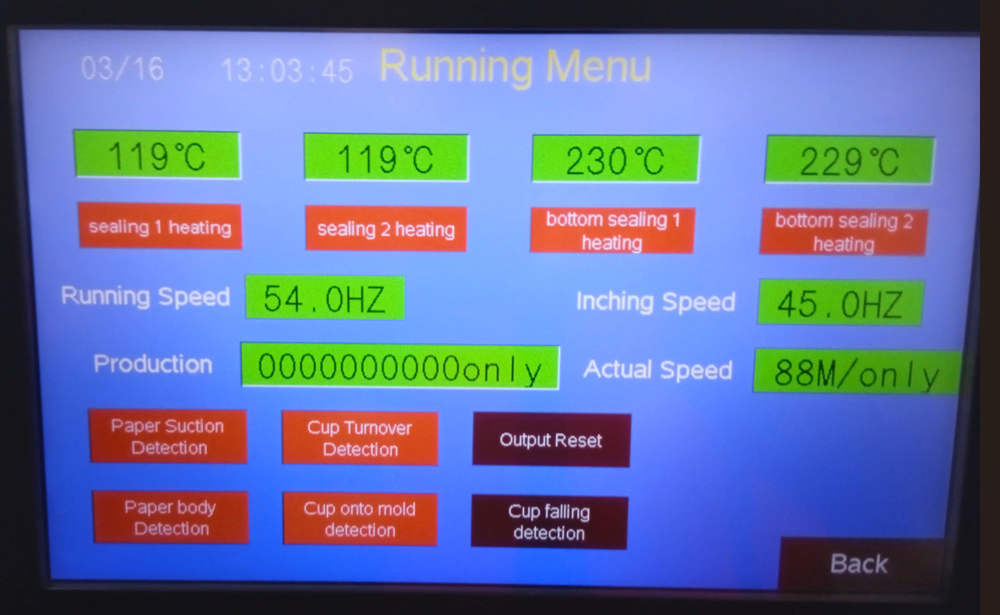 03/16 13:03:45 Running Menu
119℃ 119℃ 230℃ 229℃
sealing 1 heating
sealing 2 heating
bottom sealing 1
heating
bottom sealing 2
heating
Running Speed 54.0HZ Inching Speed 45.0HZ
Production 0000000000only Actual Speed 88M/only
Paper Suction
Detection
Cup Turnover
Detection
Output Reset
Paper body
Detection
Cup onto mold
detection
Cup falling
detection
Back